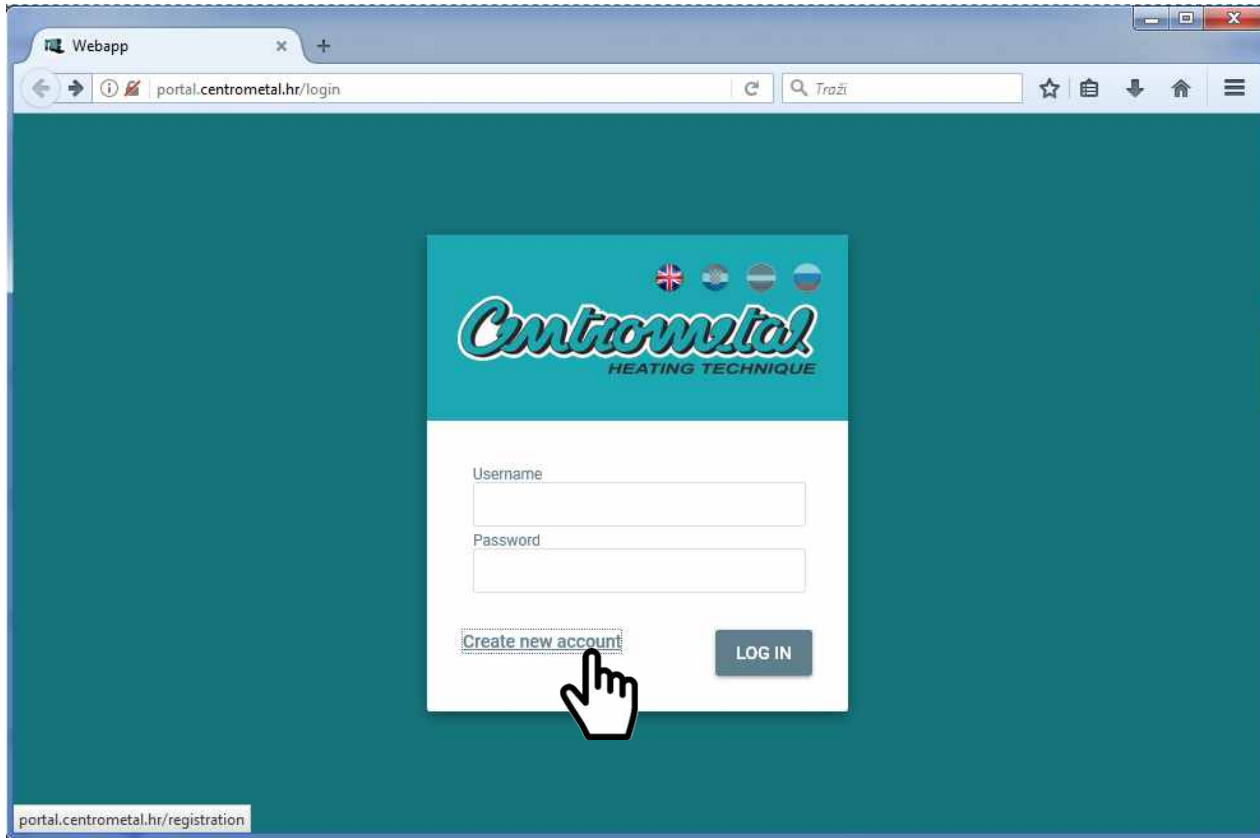 Webapp
portal.centrometal.hr/login
Traži
Centrometal
HEATING TECHNIQUE
Username
Password
Create new account
LOG IN
portal.centrometal.hr/registration